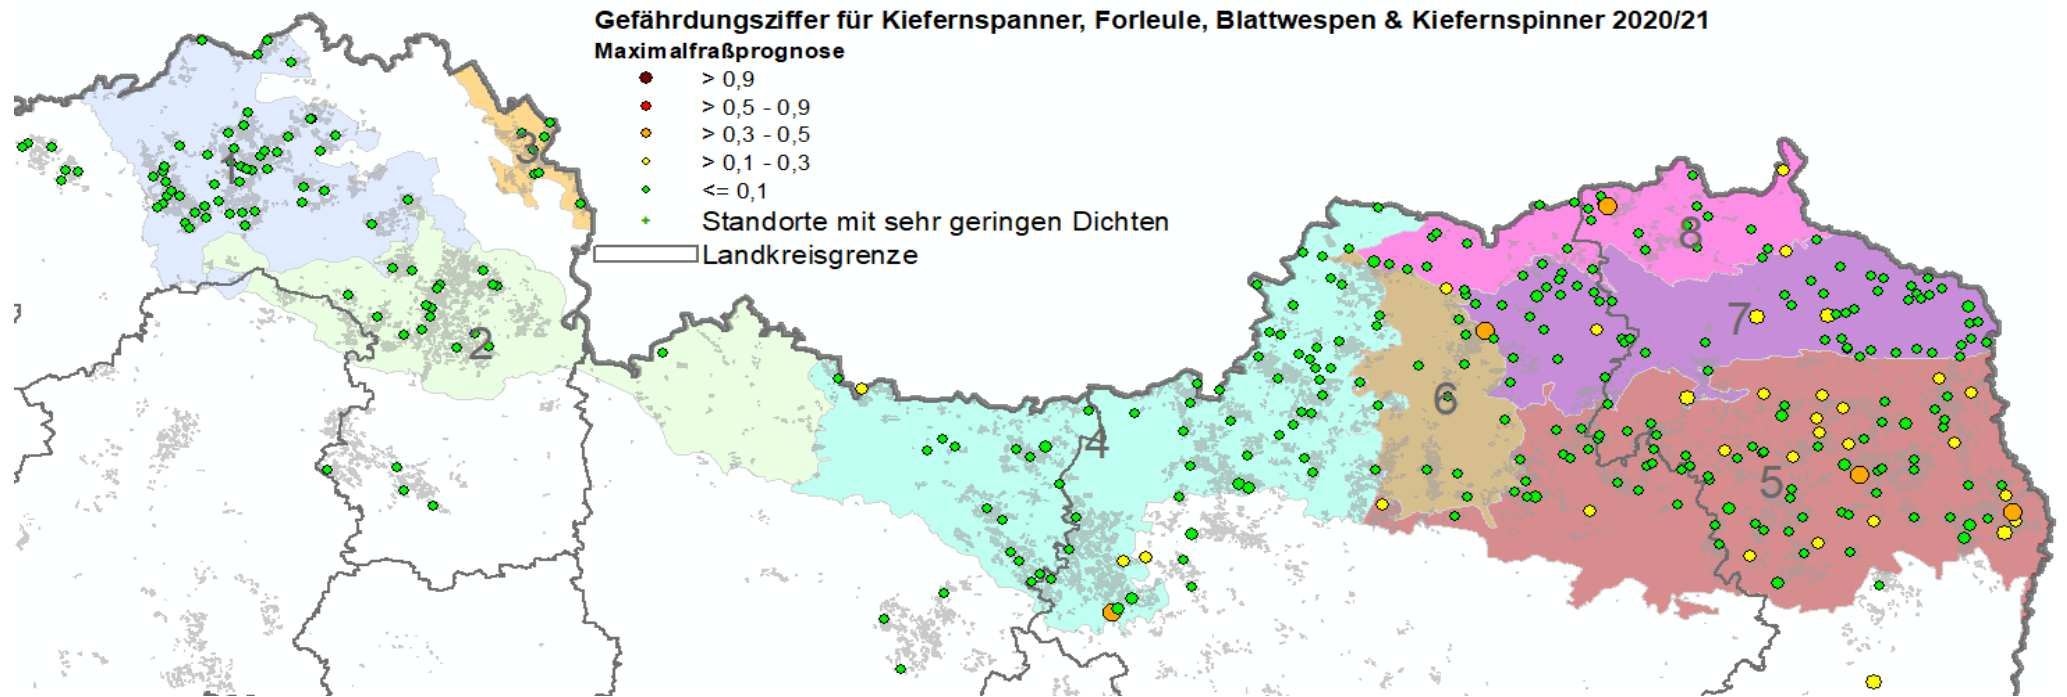 Gefährdungsziffer für Kiefernspanner, Forleule, Blattwespen & Kiefernspinner 2020/21
Maximalfraßprognose
> 0,9
> 0,5 - 0,9
> 0,3 - 0,5
> 0,1 - 0,3
<= 0,1
Standorte mit sehr geringen Dichten
Landkreisgrenze
1
3
2
4
6
8
7
5